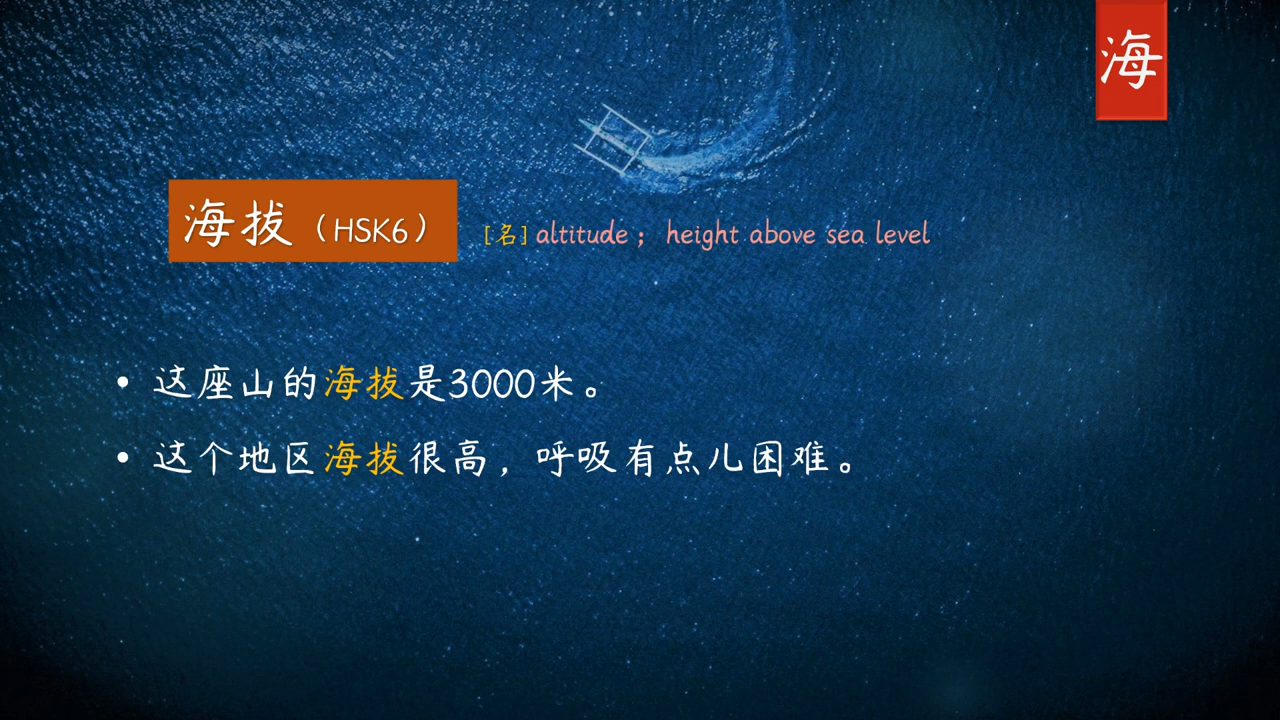 海
海拔（HSK6） [名] altitude； height above sea level
• 这座山的海拔是3000米。
• 这个地区海拔很高，呼吸有点儿困难。